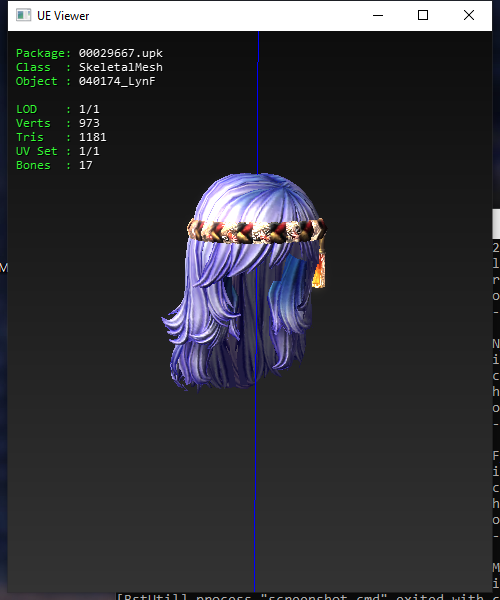 UE Viewer
Package: 00029667.upk
Class  : SkeletalMesh
Object : 040174_LynF
LOD    : 1/1
Verts  : 973
Tris   : 1181
UV Set : 1/1
Bones  : 17
M
2
l
r
o
-
N
i
c
h
o
-
F
i
c
h
o
-
M
i
[BstUtil] process "screenshot.cmd" exited with c